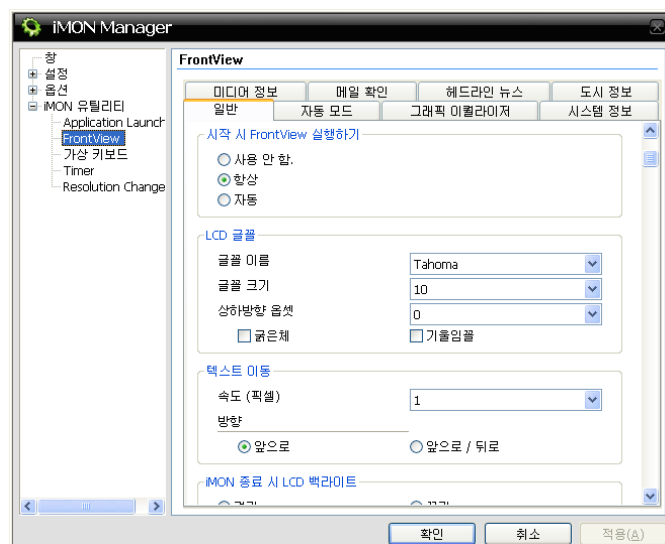 iMON Manager
창
설정
옵션
iMON 유틸리티
Application Launch
FrontView
가상 키보드
Timer
Resolution Change
FrontView
미디어 정보 메일 확인 헤드라인 뉴스 도시 정보
일반 자동 모드 그래픽 이퀄라이저 시스템 정보
시작 시 FrontView 실행하기
사용 안 함.
항상
자동
LCD 글꼴
글꼴 이름 Tahoma
글꼴 크기 10
상하방향 옵셋 0
굵은체 기울임꼴
텍스트 이동
속도 (픽셀) 1
방향
앞으로 앞으로 / 뒤로
iMON 종료 시 LCD 백라이트
확인 취소 적용(A)